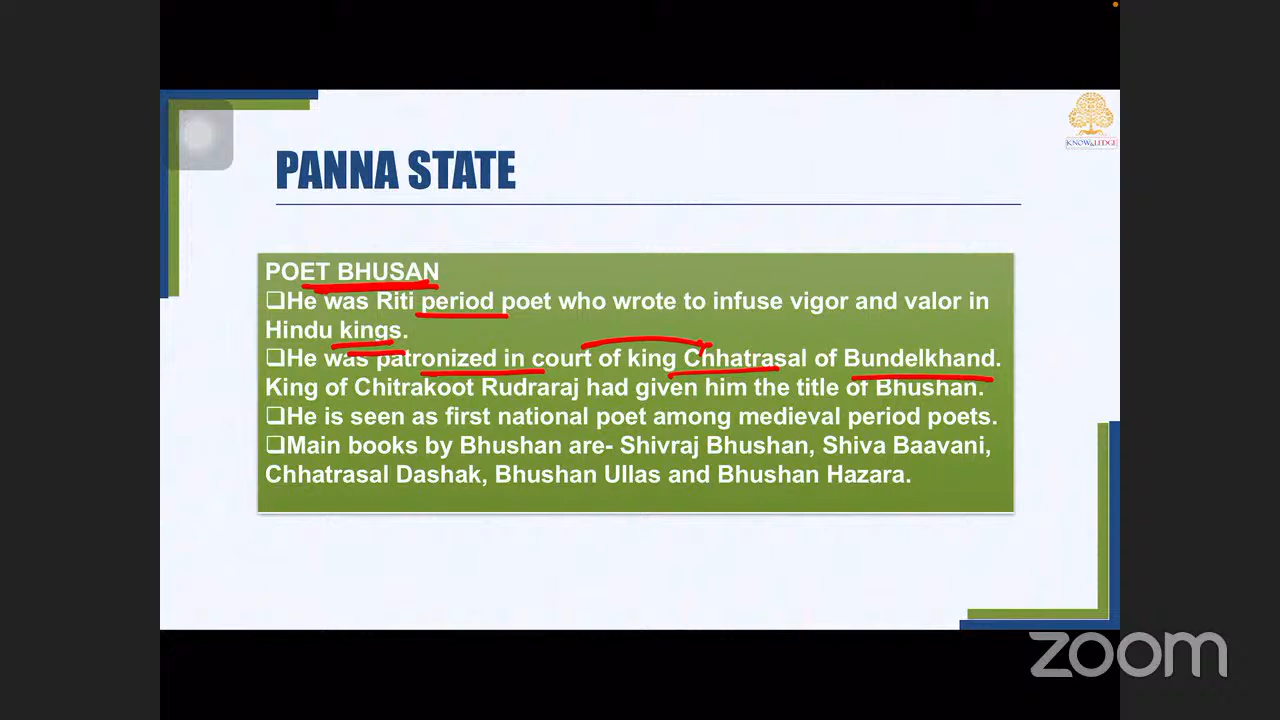 KNOWLEDGE
PANNA STATE
POET BHUSAN
❑He was Riti period poet who wrote to infuse vigor and valor in
Hindu kings.
❑He was patronized in court of king Chhatrasal of Bundelkhand.
King of Chitrakoot Rudraraj had given him the title of Bhushan.
❑He is seen as first national poet among medieval period poets.
❑Main books by Bhushan are- Shivraj Bhushan, Shiva Baavani,
Chhatrasal Dashak, Bhushan Ullas and Bhushan Hazara.
zoom